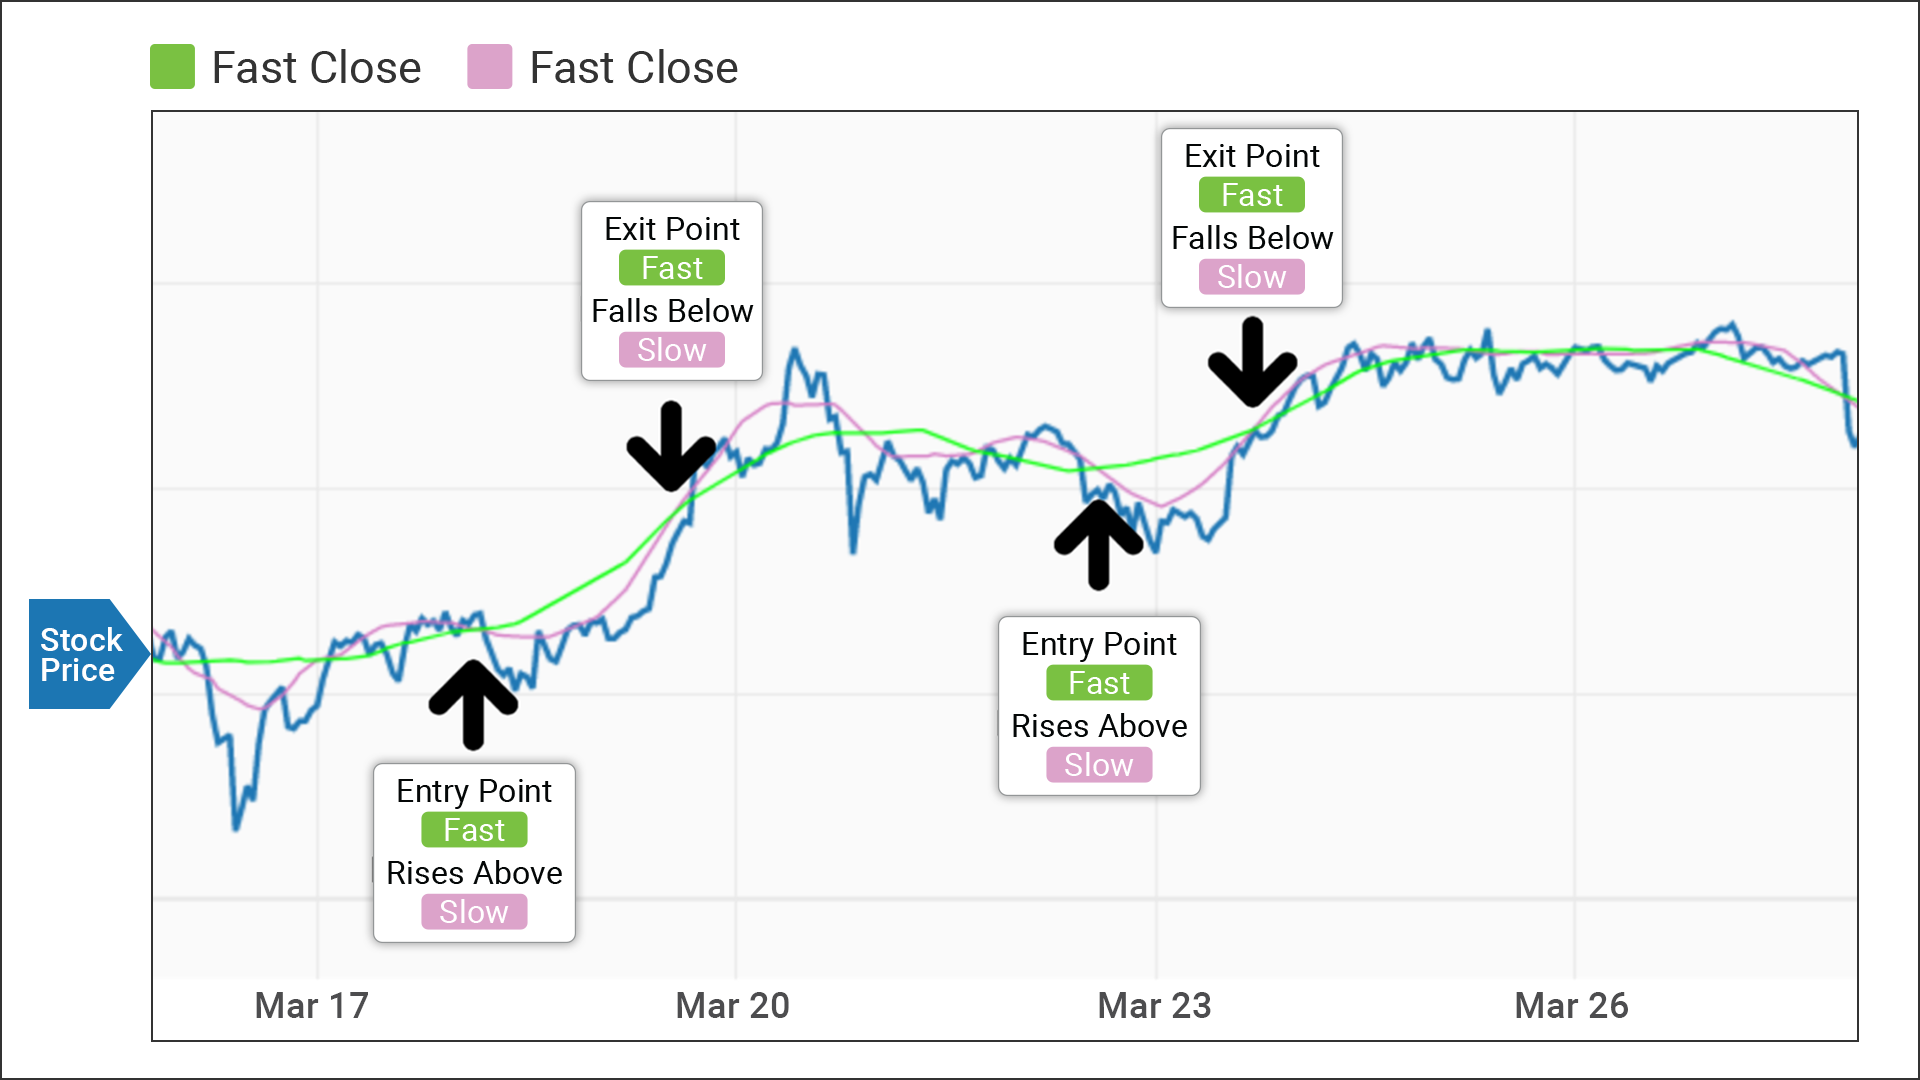 Fast Close
Fast Close
Exit Point
Fast
Falls Below
Slow
Exit Point
Fast
Falls Below
Slow
Stock
Price
Entry Point
Fast
Rises Above
Slow
Entry Point
Fast
Rises Above
Slow
Mar 17
Mar 20
Mar 23
Mar 26